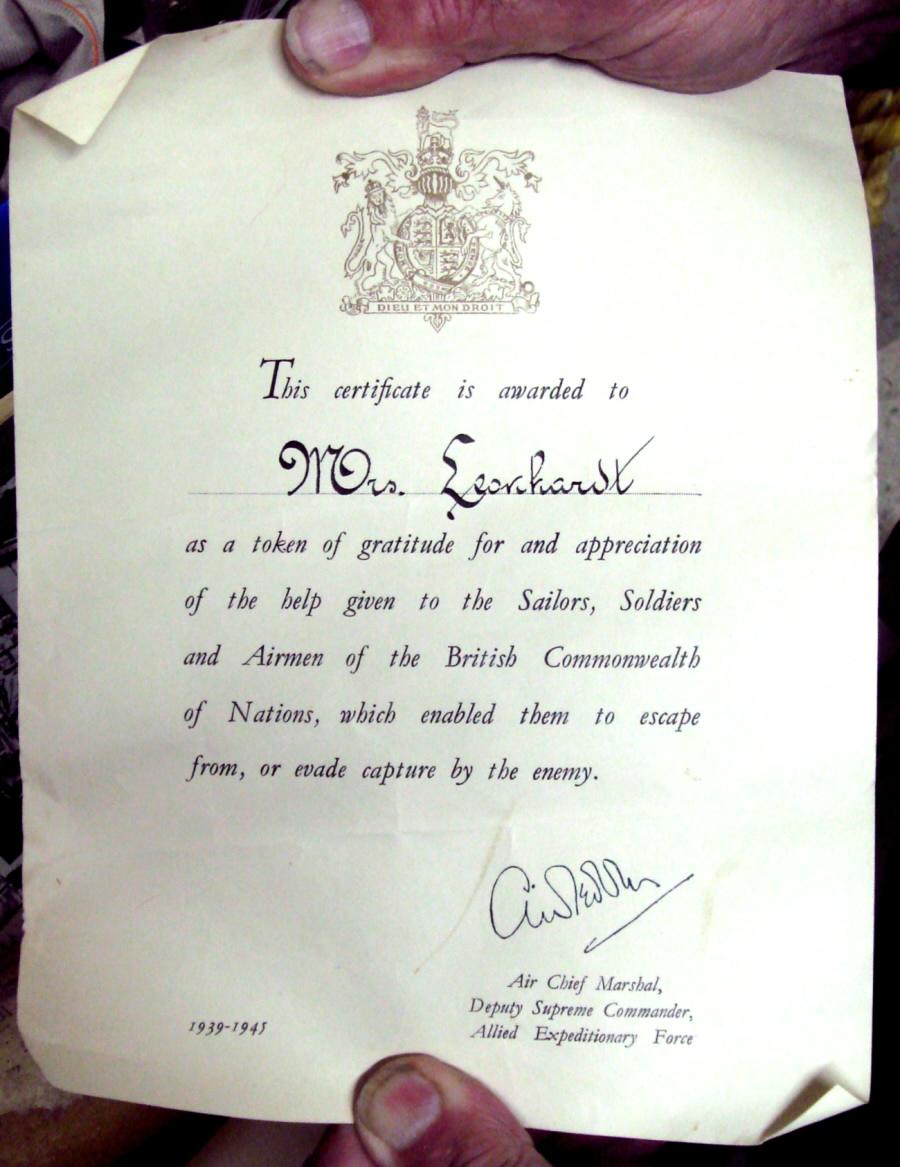 DIEU ET MON DROIT
This certificate is awarded to
Mrs. Leonhardt
as a token of gratitude for and appreciation
of the help given to the Sailors, Soldiers
and Airmen of the British Commonwealth
of Nations, which enabled them to escape
from, or evade capture by the enemy.
Air Chief Marshal,
Deputy Supreme Commander,
Allied Expeditionary Force
1939-1945